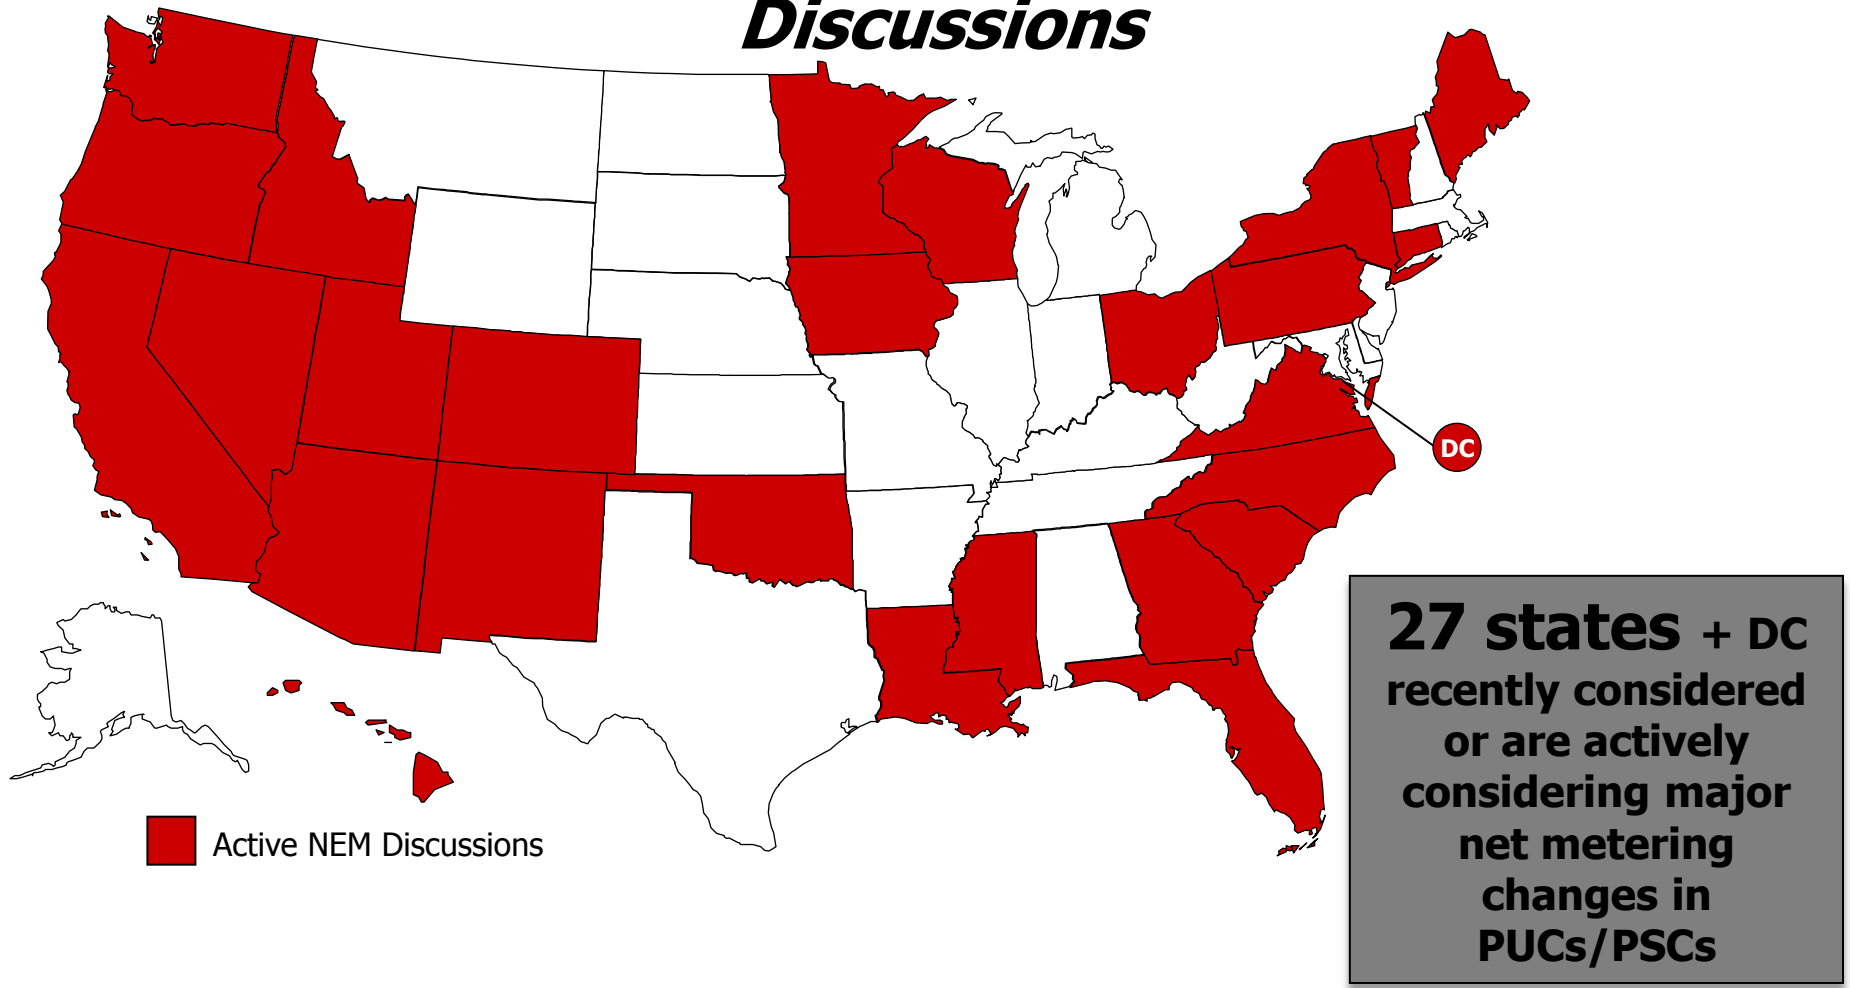 Discussions
DC
Active NEM Discussions
27 states + DC
recently considered
or are actively
considering major
net metering
changes in
PUCs/PSCs